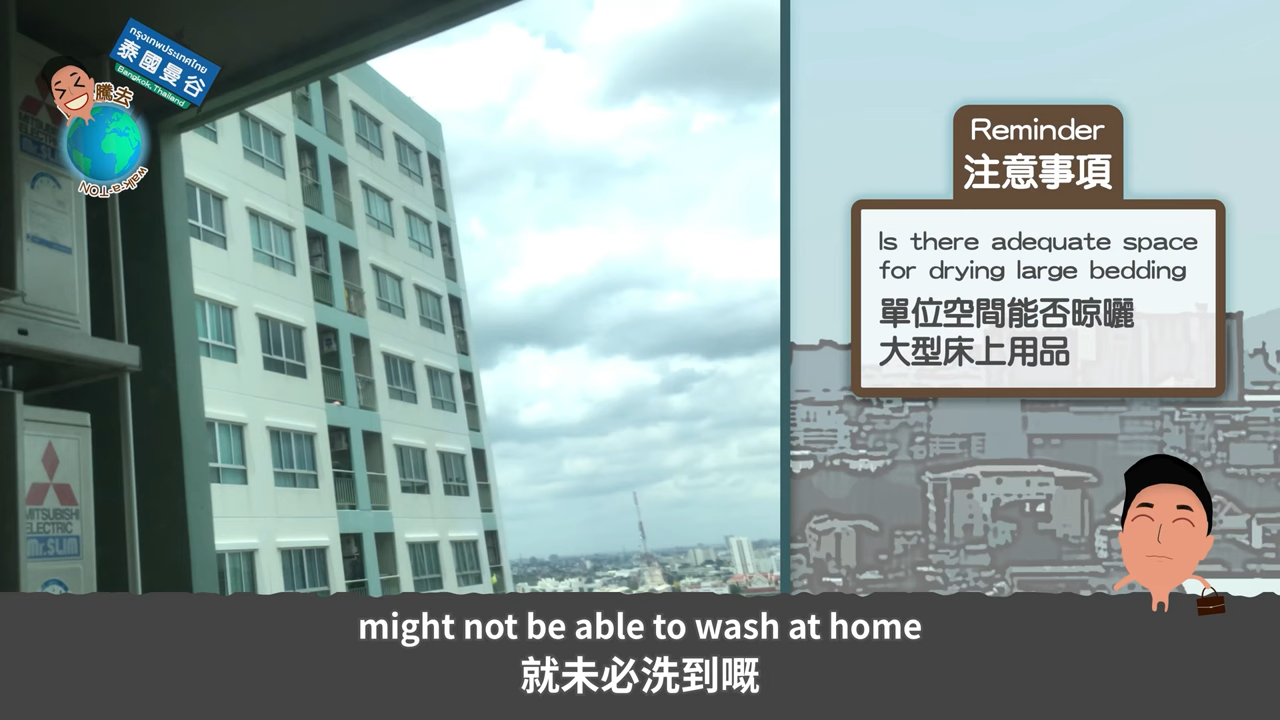 กรุงเทพประเทศไทย
泰國曼谷
Bangkok, Thailand
騰去
walk-a-TON
MITSUBISHI
ELECTRIC
Mr.SLIM
Reminder
注意事項
Is there adequate space
for drying large bedding
單位空間能否晾曬
大型床上用品
might not be able to wash at home
就未必洗到嘅